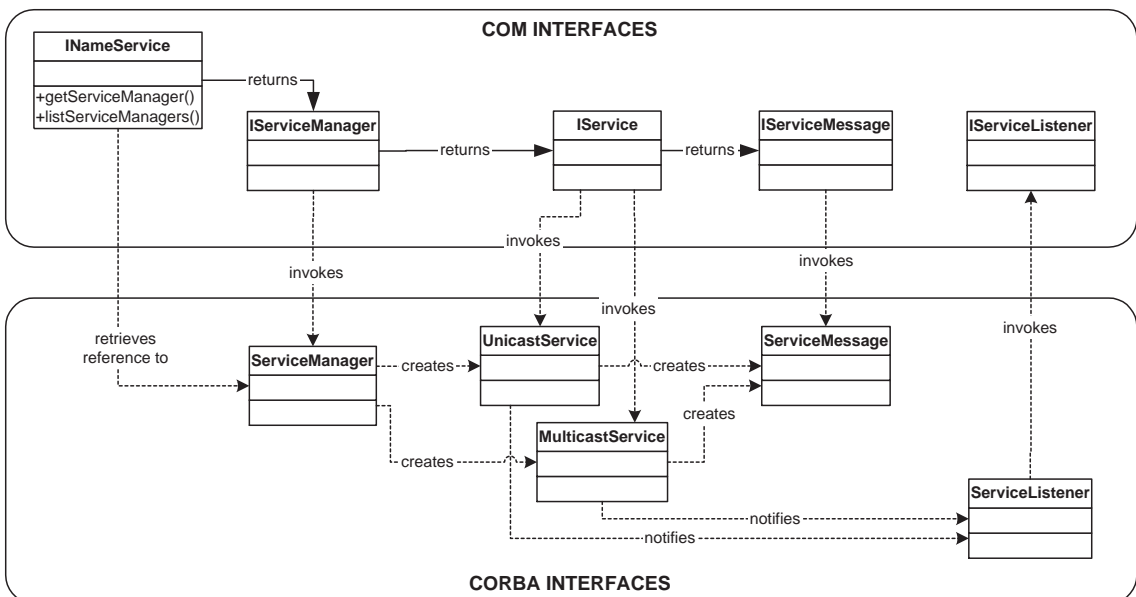 COM INTERFACES
INameService
+getServiceManager()
+listServiceManagers()
returns
IServiceManager
returns
IService
returns
IServiceMessage
IServiceListener
invokes
invokes
invokes
invokes
invokes
retrieves
reference to
ServiceManager
creates
UnicastService
creates
ServiceMessage
creates
creates
MulticastService
ServiceListener
notifies
notifies
CORBA INTERFACES